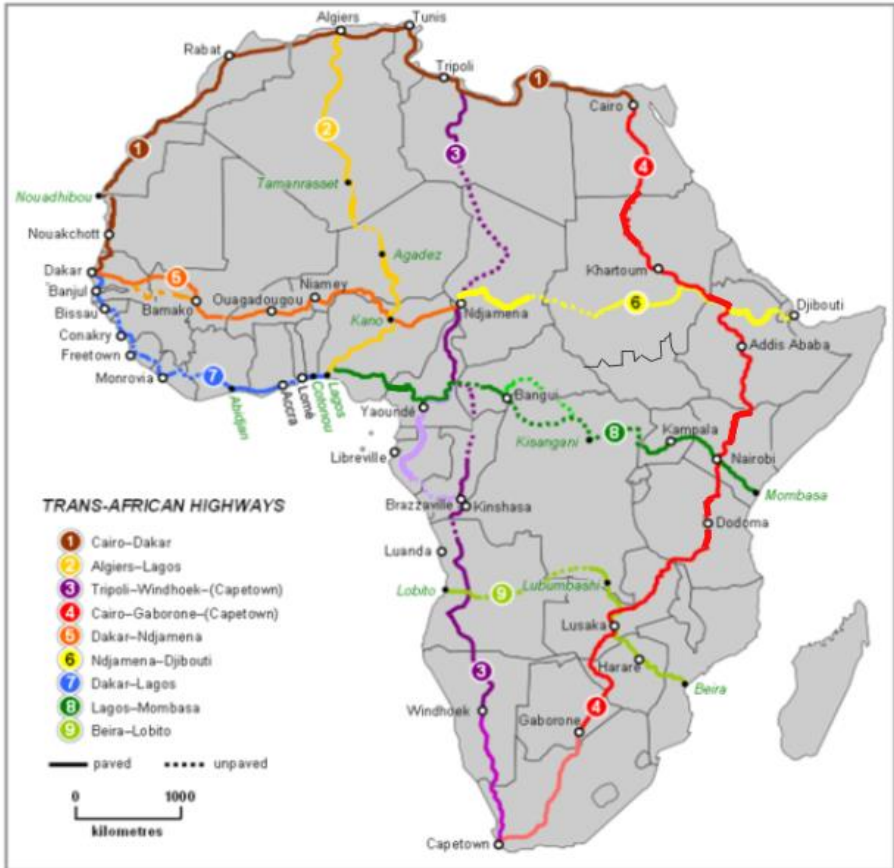 Algiers
Tunis
Rabat
Tripoli
1
Cairo
2
3
4
1
Tamanrasset
Nouadhibou
Nouakchott
Agadez
Khartoum
Dakar
5
Niamey
Banjul
Ouagadougou
6
Djibouti
Bissau
Bamako
Kano
Ndjamena
Conakry
Addis Ababa
Freetown
Monrovia
7
Abidjan
Accra
Lomé
Cotonou
Lagos
Yaoundé
Bangui
Kisangani
8
Kampala
Libreville
Nairobi
Brazzaville
Kinshasa
Mombasa
Dodoma
Luanda
Lobito
9
Lubumbashi
Lusaka
Harare
Beira
3
4
Windhoek
Gaborone
Capetown
TRANS-AFRICAN HIGHWAYS
1 Cairo–Dakar
2 Algiers–Lagos
3 Tripoli–Windhoek–(Capetown)
4 Cairo–Gaborone–(Capetown)
5 Dakar–Ndjamena
6 Ndjamena–Djibouti
7 Dakar–Lagos
8 Lagos–Mombasa
9 Beira–Lobito
paved unpaved
0 1000
kilometres